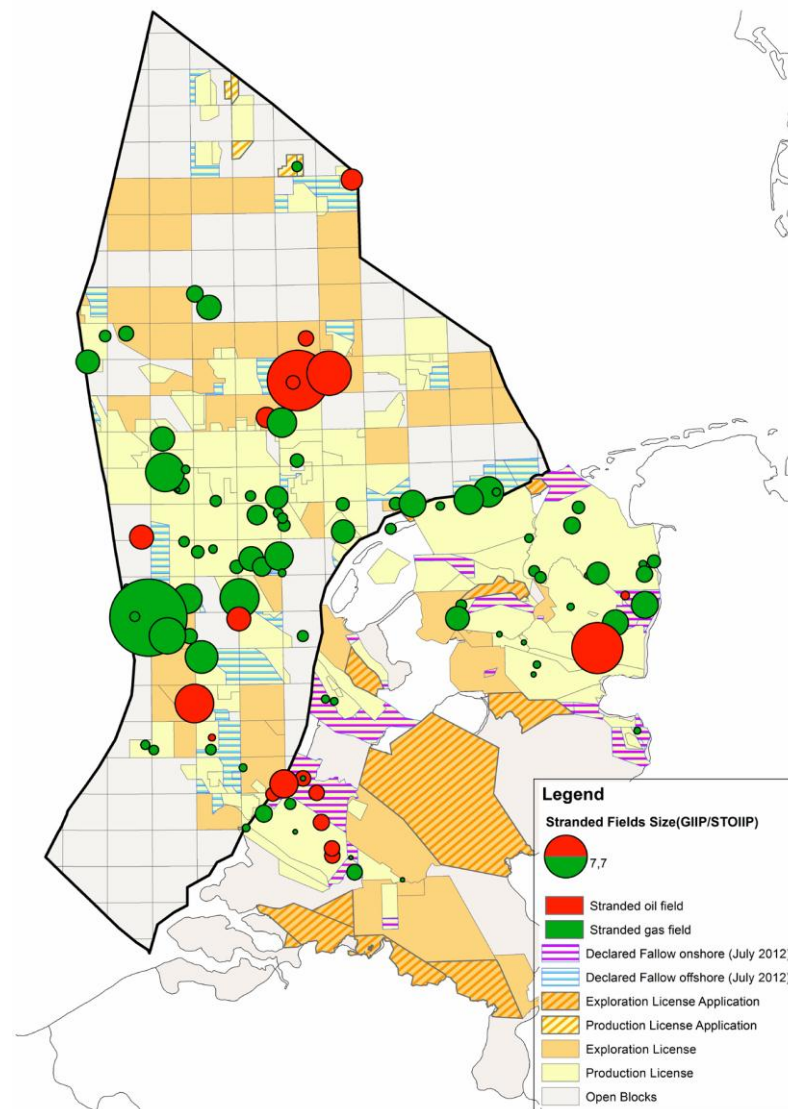 Legend
Stranded Fields Size(GIIP/STOIIP)
7,7
Stranded oil field
Stranded gas field
Declared Fallow onshore (July 2012)
Declared Fallow offshore (July 2012)
Exploration License Application
Production License Application
Exploration License
Production License
Open Blocks